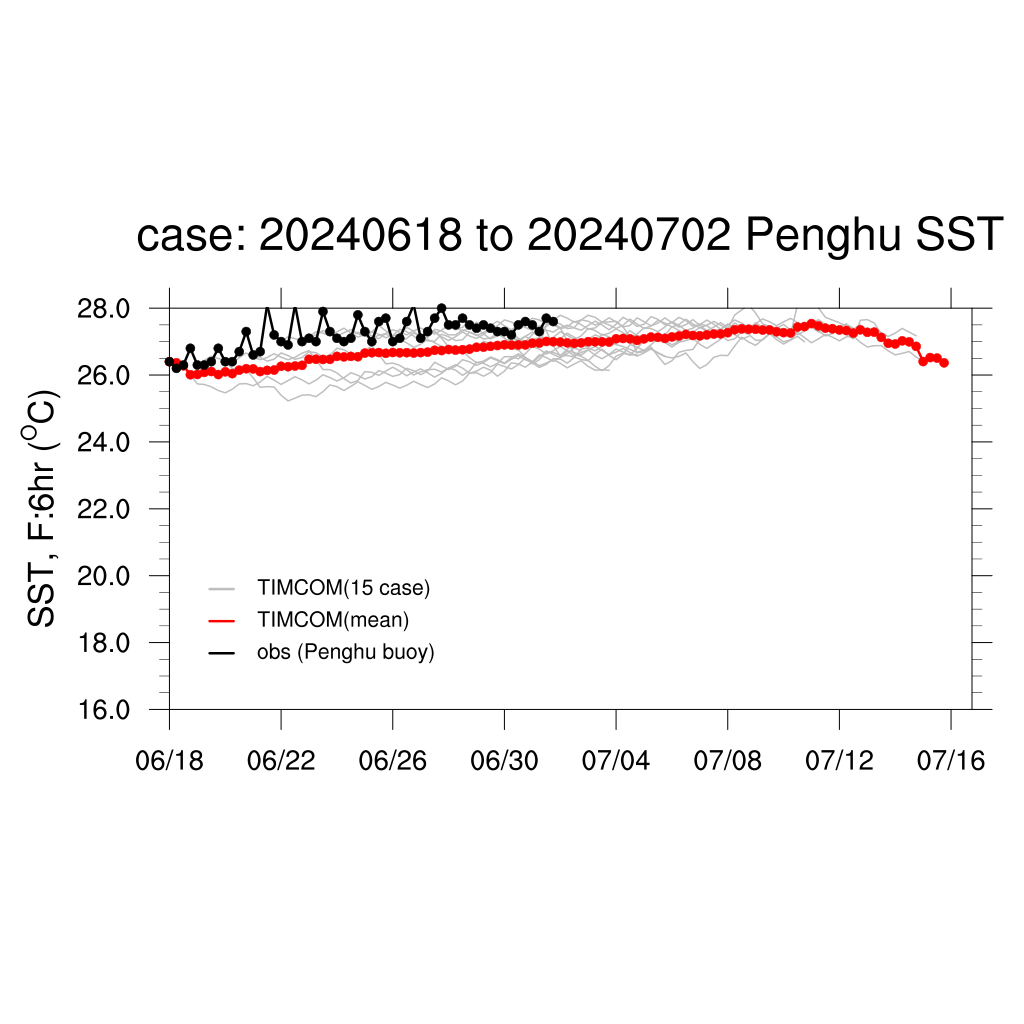 case: 20240618 to 20240702 Penghu SST
SST, F:6hr (°C)
28.0
26.0
24.0
22.0
20.0
18.0
16.0
TIMCOM(15 case)
TIMCOM(mean)
obs (Penghu buoy)
06/18 06/22 06/26 06/30 07/04 07/08 07/12 07/16